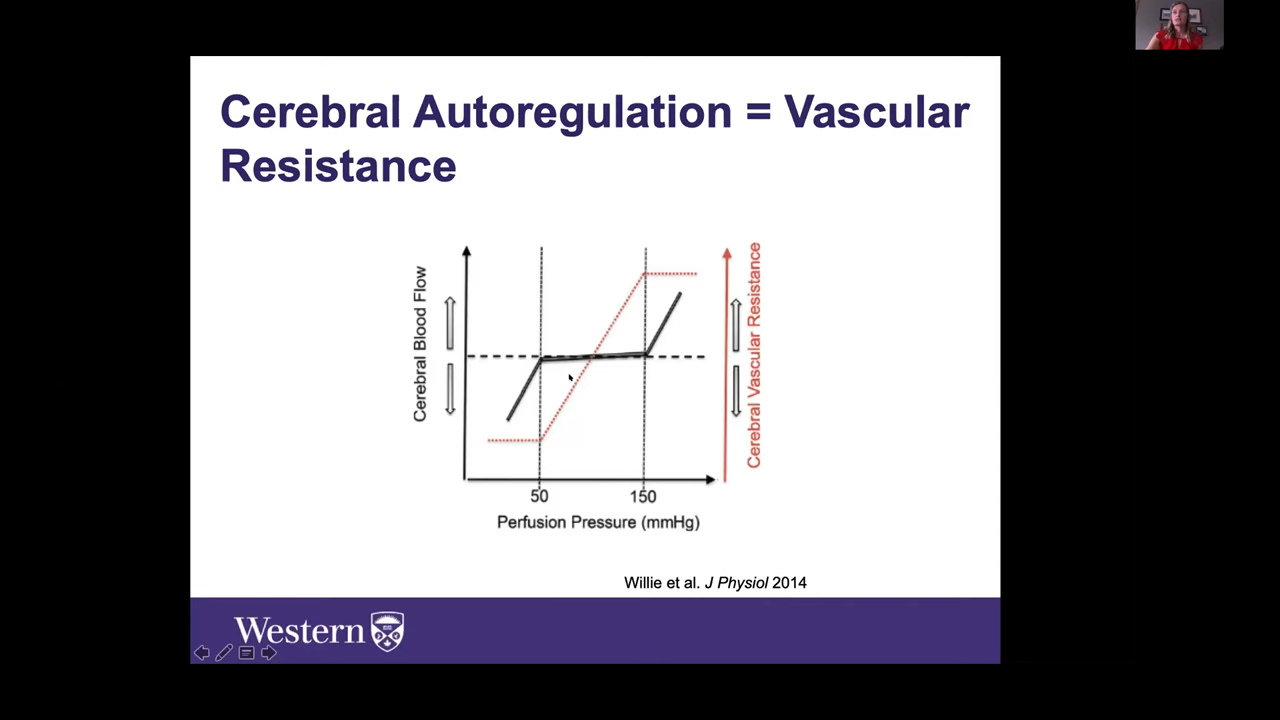 Cerebral Autoregulation = Vascular
Resistance
Cerebral Blood Flow
Cerebral Vascular Resistance
50
150
Perfusion Pressure (mmHg)
Willie et al. J Physiol 2014
Western